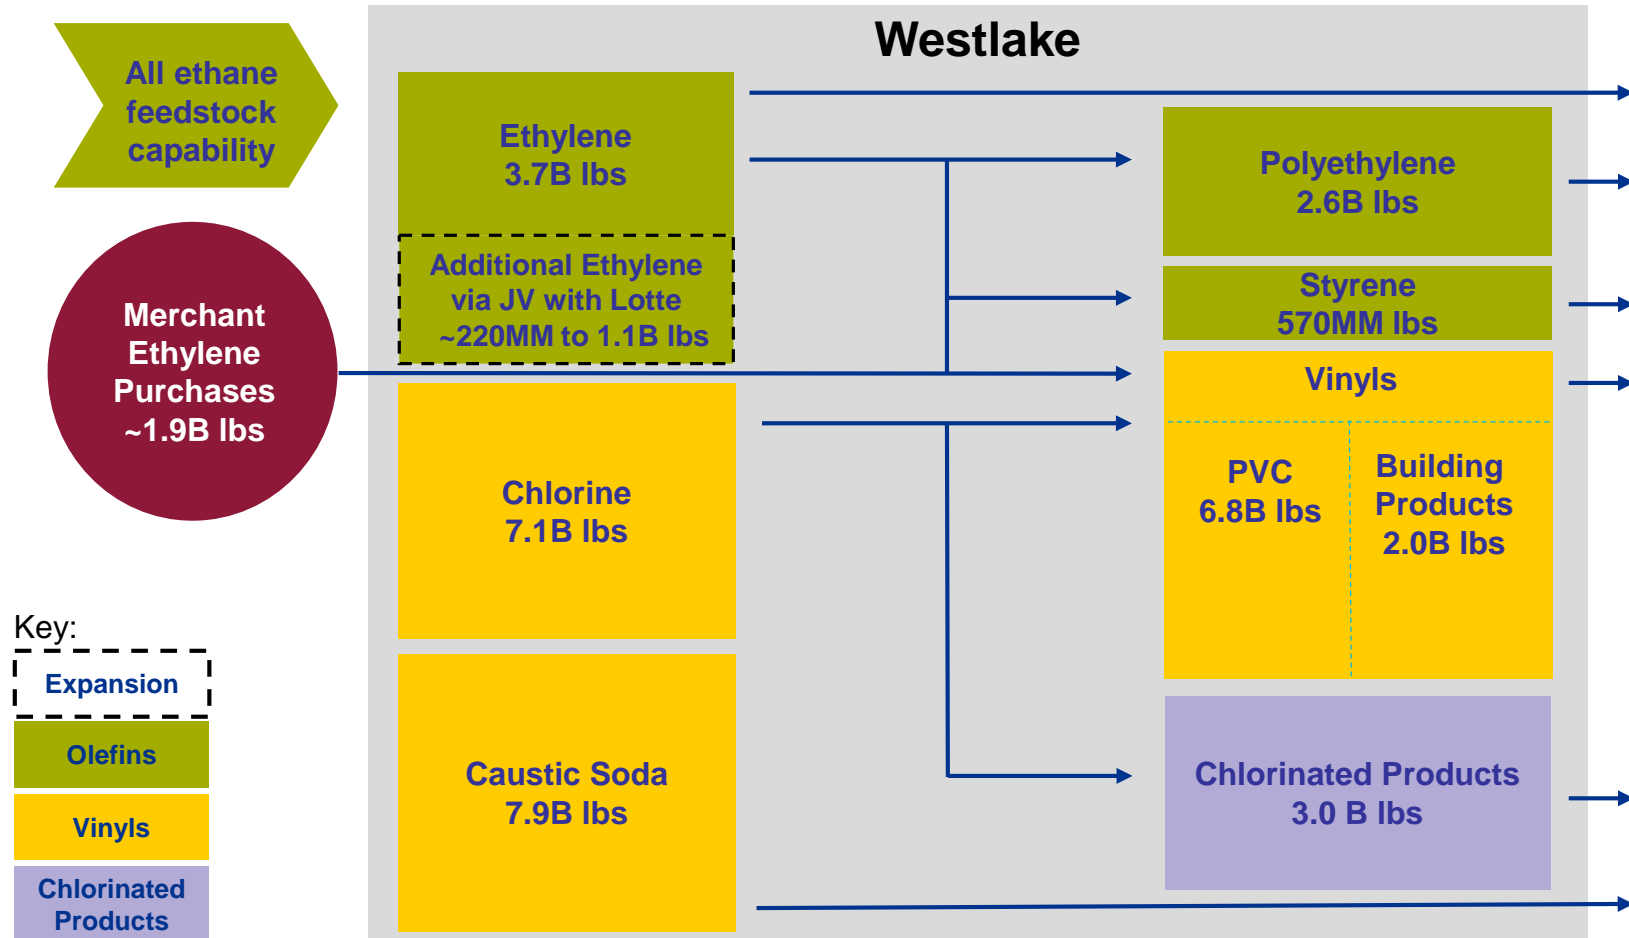 Westlake
All ethane
feedstock
capability
Merchant
Ethylene
Purchases
~1.9B lbs
Ethylene
3.7B lbs
Additional Ethylene
via JV with Lotte
~220MM to 1.1B lbs
Chlorine
7.1B lbs
Caustic Soda
7.9B lbs
Polyethylene
2.6B lbs
Styrene
570MM lbs
Vinyls
PVC
6.8B lbs
Building
Products
2.0B lbs
Chlorinated Products
3.0 B lbs
Key:
Expansion
Olefins
Vinyls
Chlorinated
Products